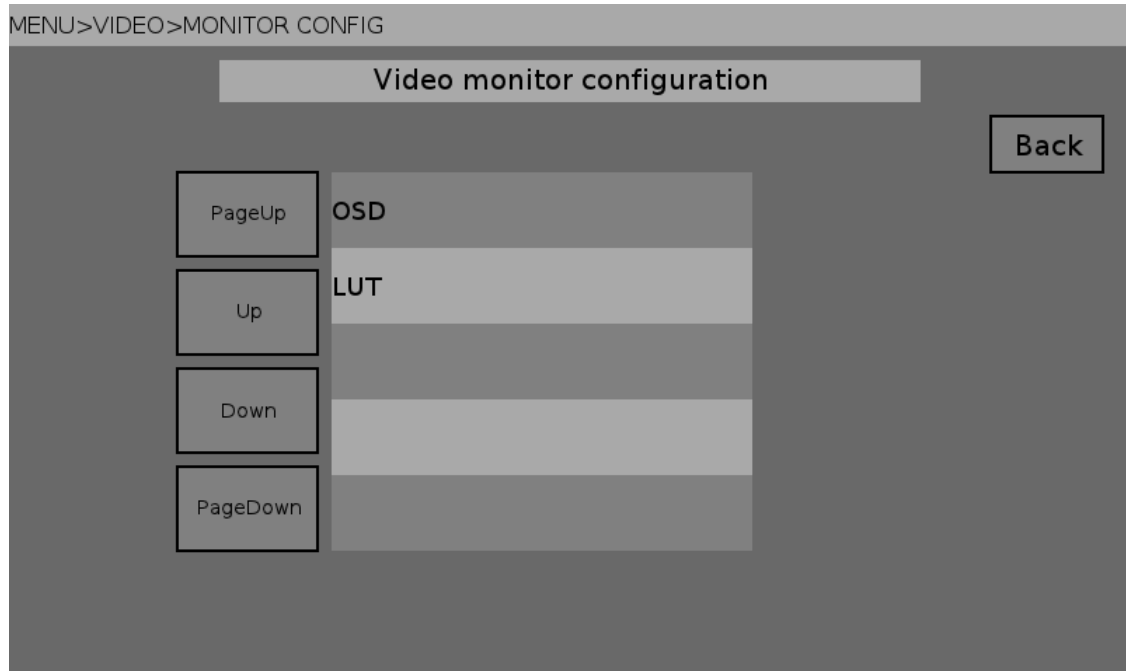 MENU>VIDEO>MONITOR CONFIG
Video monitor configuration
Back
PageUp
OSD
LUT
Up
Down
PageDown